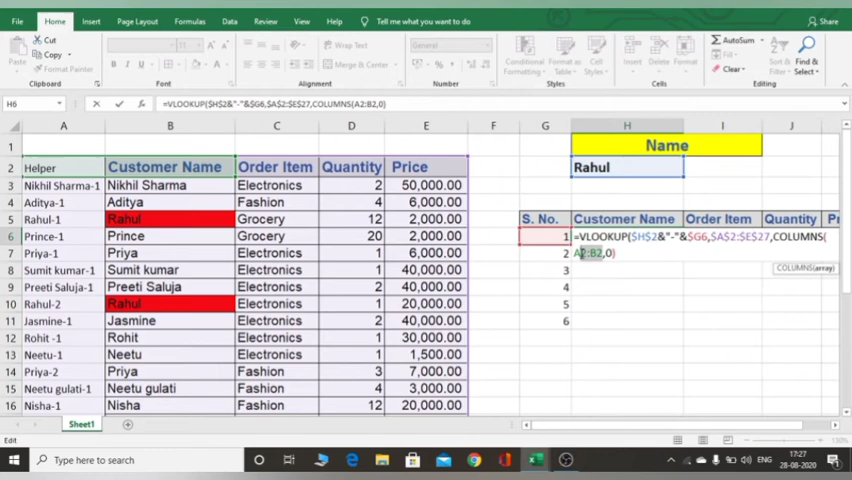 File Home Insert Page Layout Formulas Data Review View Help Tell me what you want to do Share
Cut
Copy
Format Painter
Paste
Clipboard
11
B I U
Font
Wrap Text
Merge & Center
Alignment
General
Number
Conditional Formatting
Format as Table
Cell Styles
Styles
Insert Delete Format
Cells
AutoSum
Fill
Clear
Sort & Filter
Find & Select
Editing
H6 fx =VLOOKUP($H$2&"-"&$G6,$A$2:$E$27,COLUMNS(A2:B2,0)
A B C D E F G H I J
1 Name
2 Helper Customer Name Order Item Quantity Price Rahul
3 Nikhil Sharma-1 Nikhil Sharma Electronics 2 50,000.00
4 Aditya-1 Aditya Fashion 4 6,000.00
5 Rahul-1 Rahul Grocery 12 2,000.00 S. No. Customer Name Order Item Quantity
6 Prince-1 Prince Grocery 20 2,000.00 1 =VLOOKUP($H$2&"-"&$G6,$A$2:$E$27,COLUMNS(
7 Priya-1 Priya Electronics 1 6,000.00 2 A2:B2,0)
8 Sumit kumar-1 Sumit kumar Electronics 1 40,000.00 3 COLUMNS(array)
9 Preeti Saluja-1 Preeti Saluja Electronics 2 40,000.00 4
10 Rahul-2 Rahul Electronics 1 20,000.00 5
11 Jasmine-1 Jasmine Electronics 2 40,000.00 6
12 Rohit -1 Rohit Electronics 1 30,000.00
13 Neetu-1 Neetu Electronics 1 1,500.00
14 Priya-2 Priya Fashion 3 7,000.00
15 Neetu gulati-1 Neetu gulati Fashion 4 3,000.00
16 Nisha-1 Nisha Fashion 12 20,000.00
Sheet1
Edit 130%
Type here to search
ENG
17:27
28-08-2020